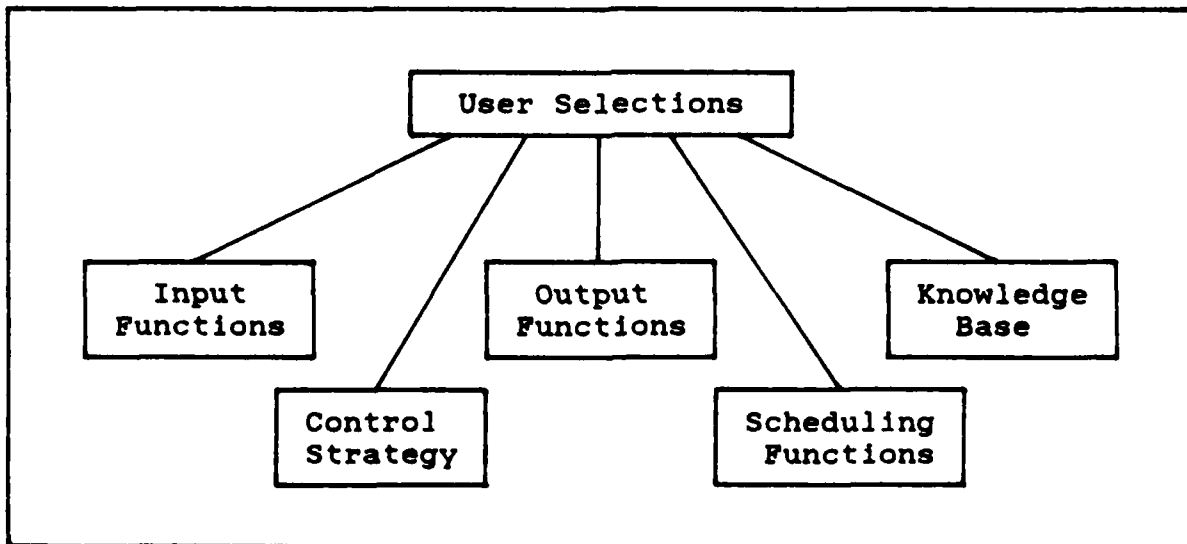 User Selections
Input
Functions
Output
Functions
Knowledge
Base
Control
Strategy
Scheduling
Functions